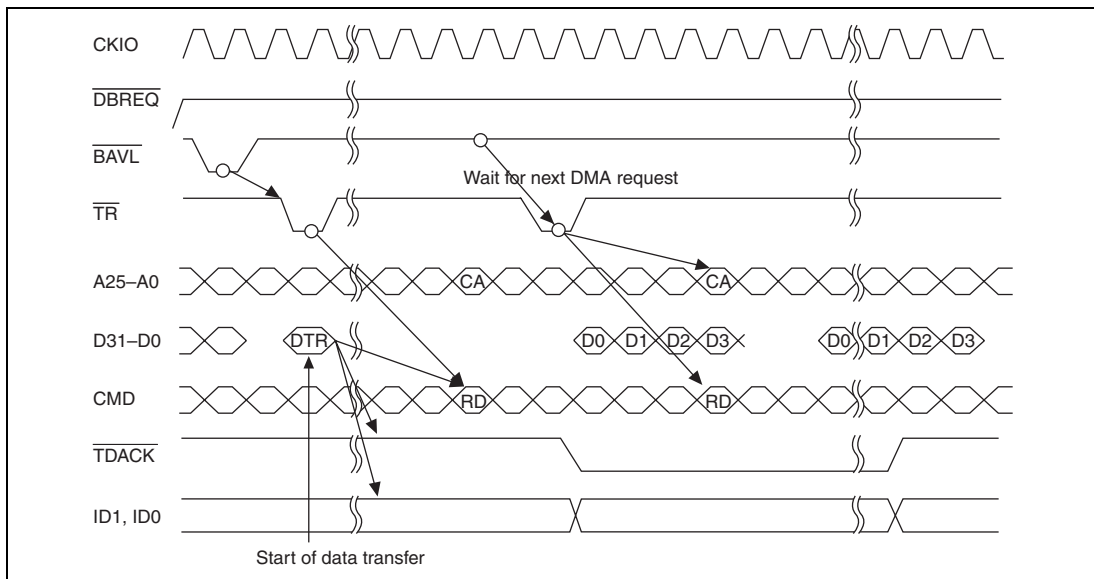 CKIO
DBREQ
BAVL
Wait for next DMA request
TR
A25–A0 CA CA
D31–D0 DTR D0 D1 D2 D3 D0 D1 D2 D3
CMD RD RD
TDACK
ID1, ID0
Start of data transfer